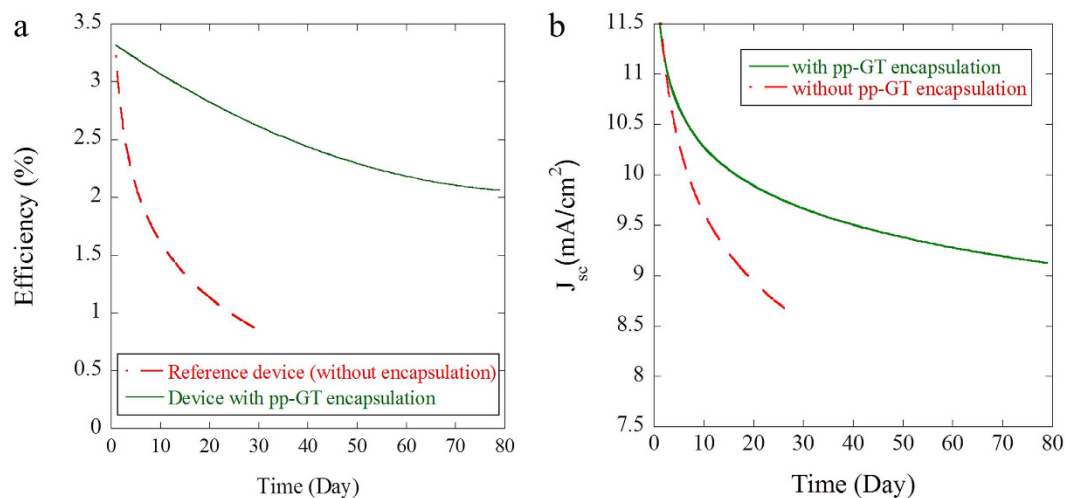 a
Efficiency (%)
3.5
3
2.5
2
1.5
1
0.5
0
Reference device (without encapsulation)
Device with pp-GT encapsulation
0 10 20 30 40 50 60 70 80
Time (Day)
b
J sc (mA/cm²)
11.5
11
10.5
10
9.5
9
8.5
8
7.5
with pp-GT encapsulation
without pp-GT encapsulation
0 10 20 30 40 50 60 70 80
Time (Day)